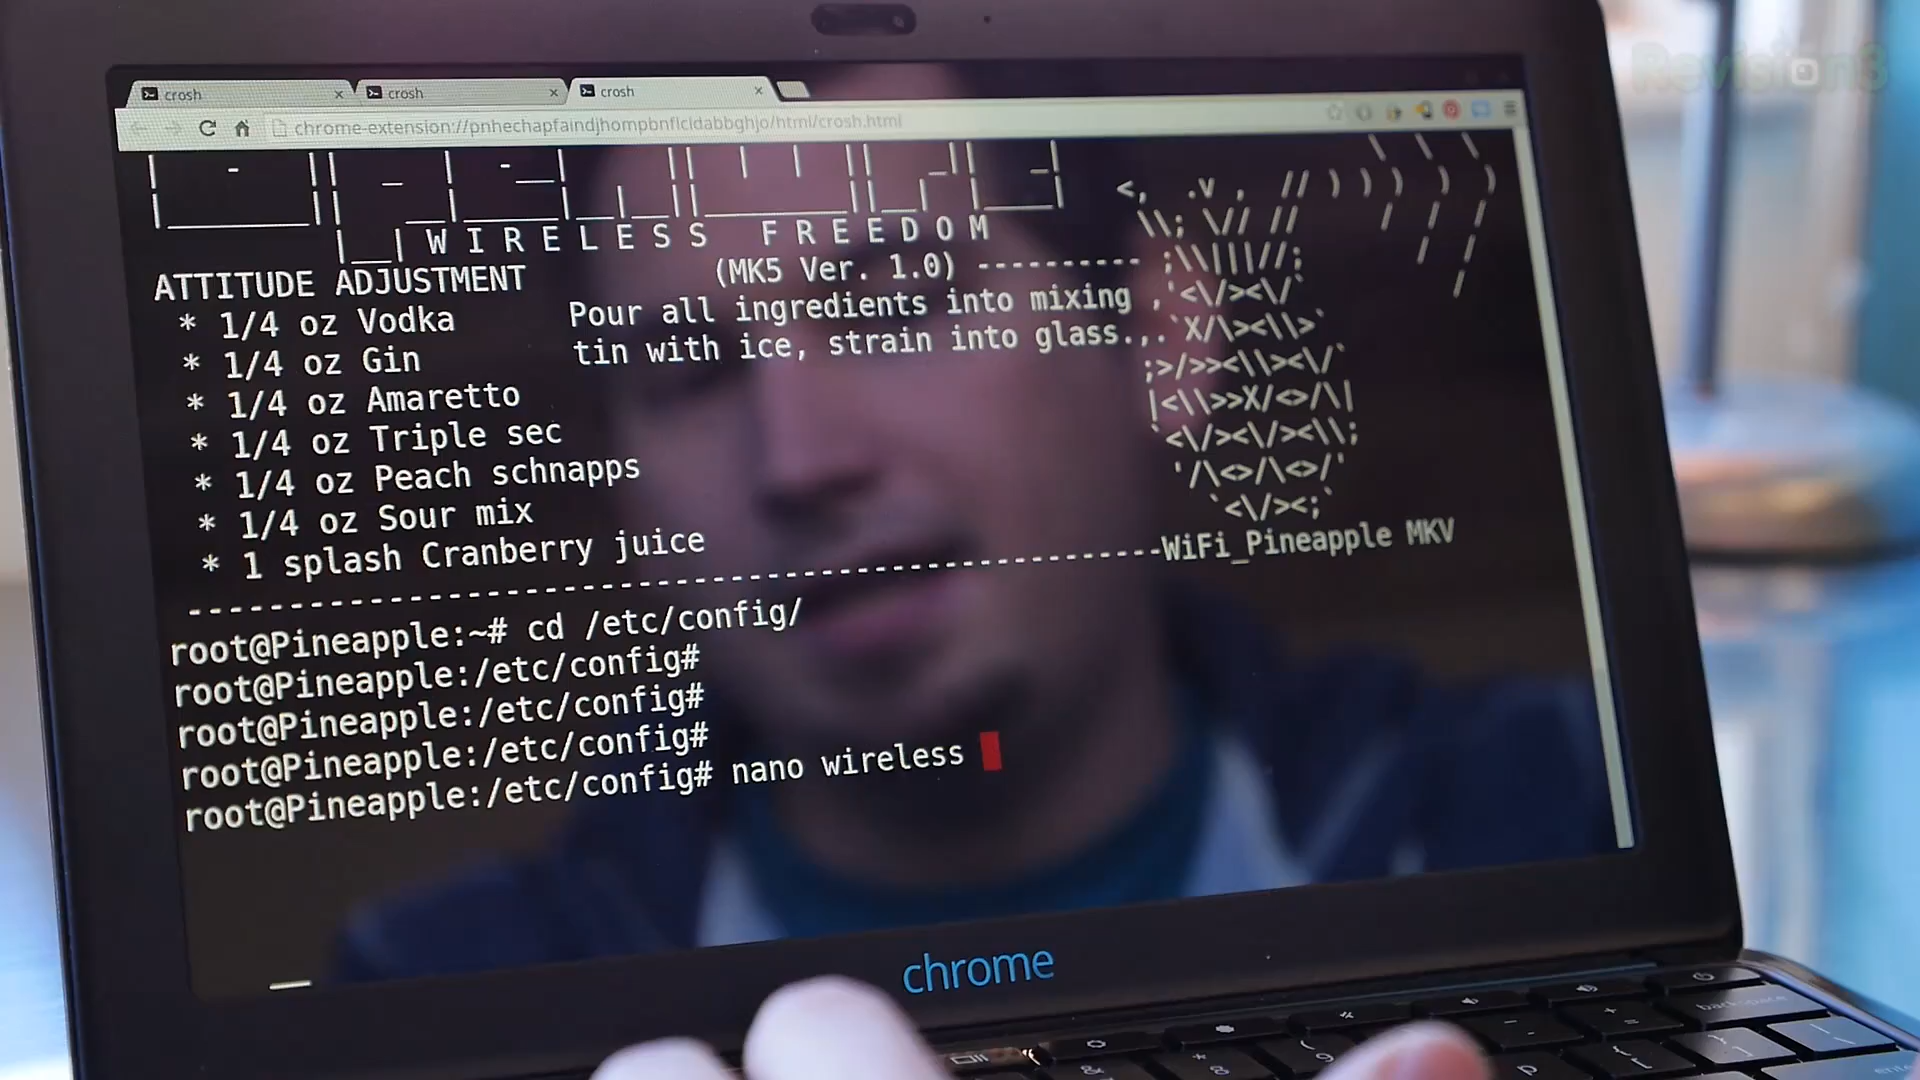 Revision3
crosh
crosh
crosh
chrome-extension://pnhechapfaindjhompbnflcldabbghjo/html/crosh.html
W I R E L E S S   F R E E D O M
ATTITUDE ADJUSTMENT (MK5 Ver. 1.0) ----------
* 1/4 oz Vodka Pour all ingredients into mixing
* 1/4 oz Gin tin with ice, strain into glass.
* 1/4 oz Amaretto
* 1/4 oz Triple sec
* 1/4 oz Peach schnapps
* 1/4 oz Sour mix
* 1 splash Cranberry juice
-----------------------------------------------WiFi_Pineapple MKV
root@Pineapple:~# cd /etc/config/
root@Pineapple:/etc/config#
root@Pineapple:/etc/config#
root@Pineapple:/etc/config#
root@Pineapple:/etc/config# nano wireless
chrome
backspace